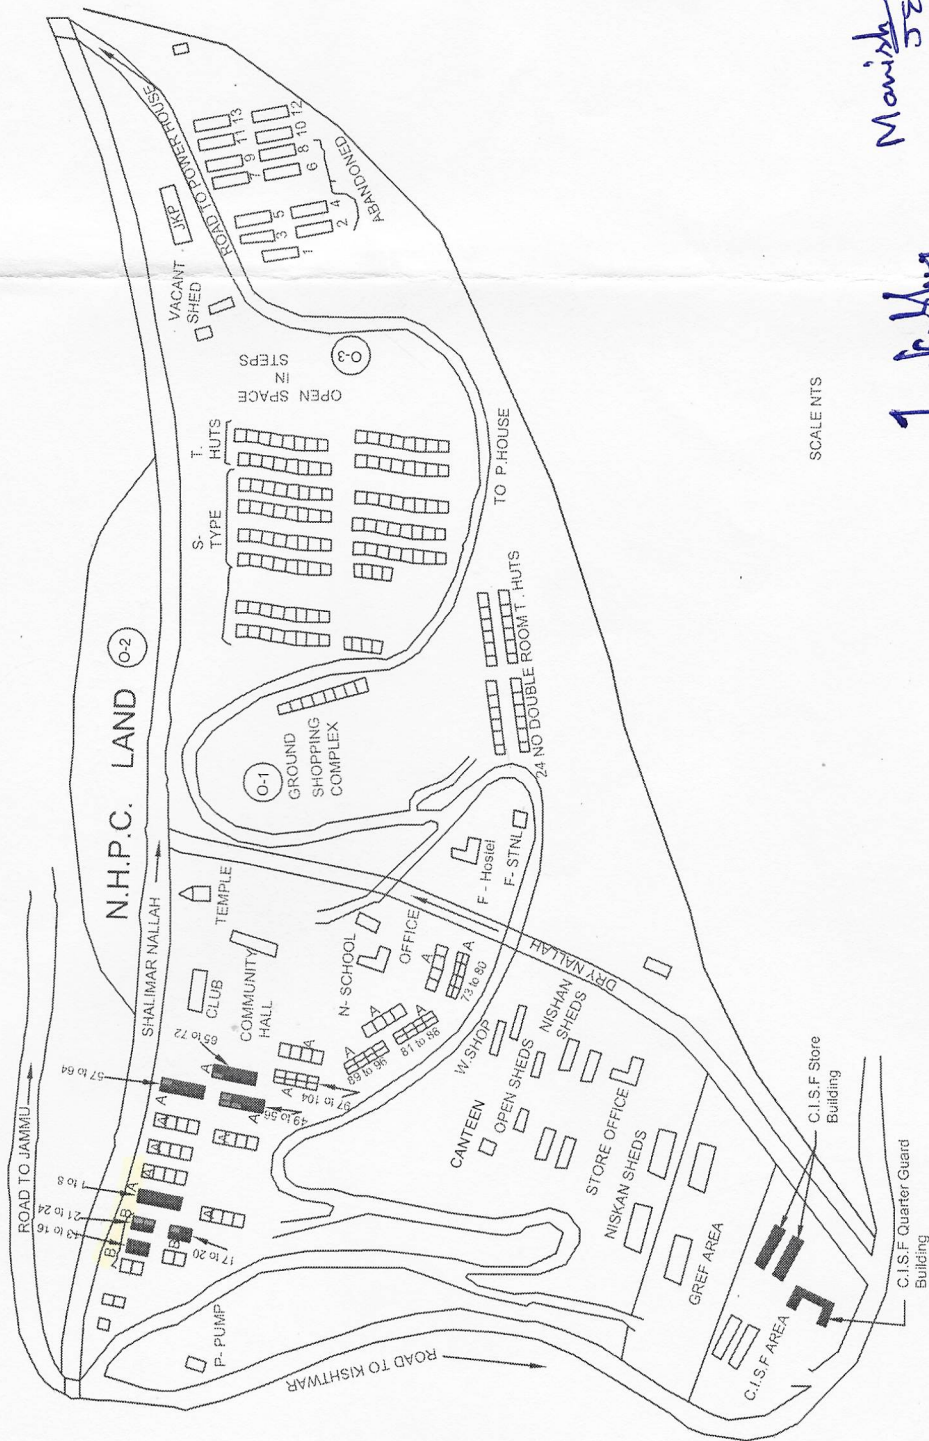 ROAD TO JAMMU
N.H.P.C. LAND
O-2
SHALIMAR NALLAH
57 to 64
65 to 72
1 to 8
21 to 24
13 to 16
17 to 20
49 to 56
97 to 104
89 to 96
81 to 88
73 to 80
A
A
A
A
A
A
A
A
A
A
A
A
A
A
B
B
B
CLUB
TEMPLE
COMMUNITY
HALL
N- SCHOOL
OFFICE
F - Hostel
F- STNL
O-1
GROUND
SHOPPING
COMPLEX
S-
TYPE
T.
HUTS
OPEN SPACE
IN
STEPS
O-3
VACANT
SHED
JKP
ROAD TO POWER HOUSE
1
3
5
2
4
7
9
11
13
6
8
10
12
ABANDONED
TO P.HOUSE
24 NO DOUBLE ROOM T. HUTS
DRY NALLAH
W.SHOP
NISHAN
SHEDS
OPEN SHEDS
CANTEEN
STORE OFFICE
NISKAN SHEDS
GREF AREA
C.I.S.F AREA
P- PUMP
ROAD TO KISHTWAR
C.I.S.F Store
Building
C.I.S.F Quarter Guard
Building
SCALE NTS
Manish